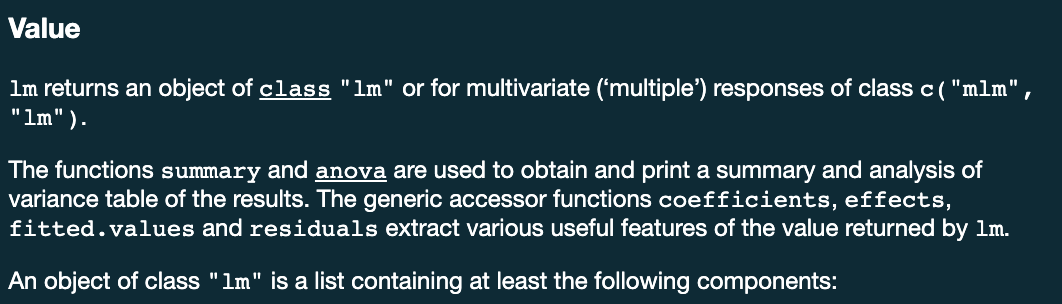 Value
lm returns an object of class "lm" or for multivariate (‘multiple’) responses of class c("mlm",
"lm").
The functions summary and anova are used to obtain and print a summary and analysis of
variance table of the results. The generic accessor functions coefficients, effects,
fitted.values and residuals extract various useful features of the value returned by lm.
An object of class "lm" is a list containing at least the following components: